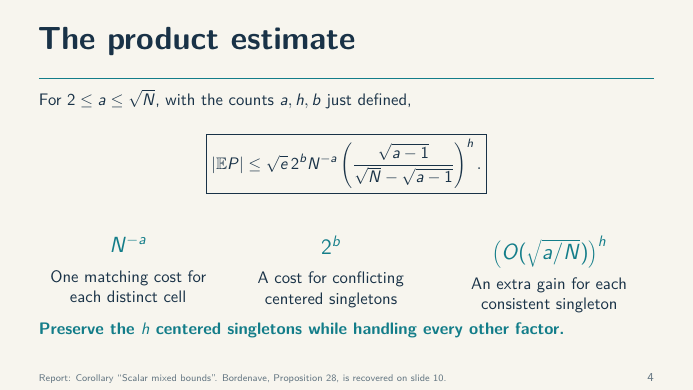 The product estimate
For 2 ≤ a ≤ √N, with the counts a, h, b just defined,
|𝔼P| ≤ √e 2^b N^{−a} ( √(a − 1) / (√N − √(a − 1)) )^h .
N^{−a}
One matching cost for
each distinct cell
2^b
A cost for conflicting
centered singletons
(O(√(a/N)))^h
An extra gain for each
consistent singleton
Preserve the h centered singletons while handling every other factor.
Report: Corollary “Scalar mixed bounds”. Bordenave, Proposition 28, is recovered on slide 10.
4